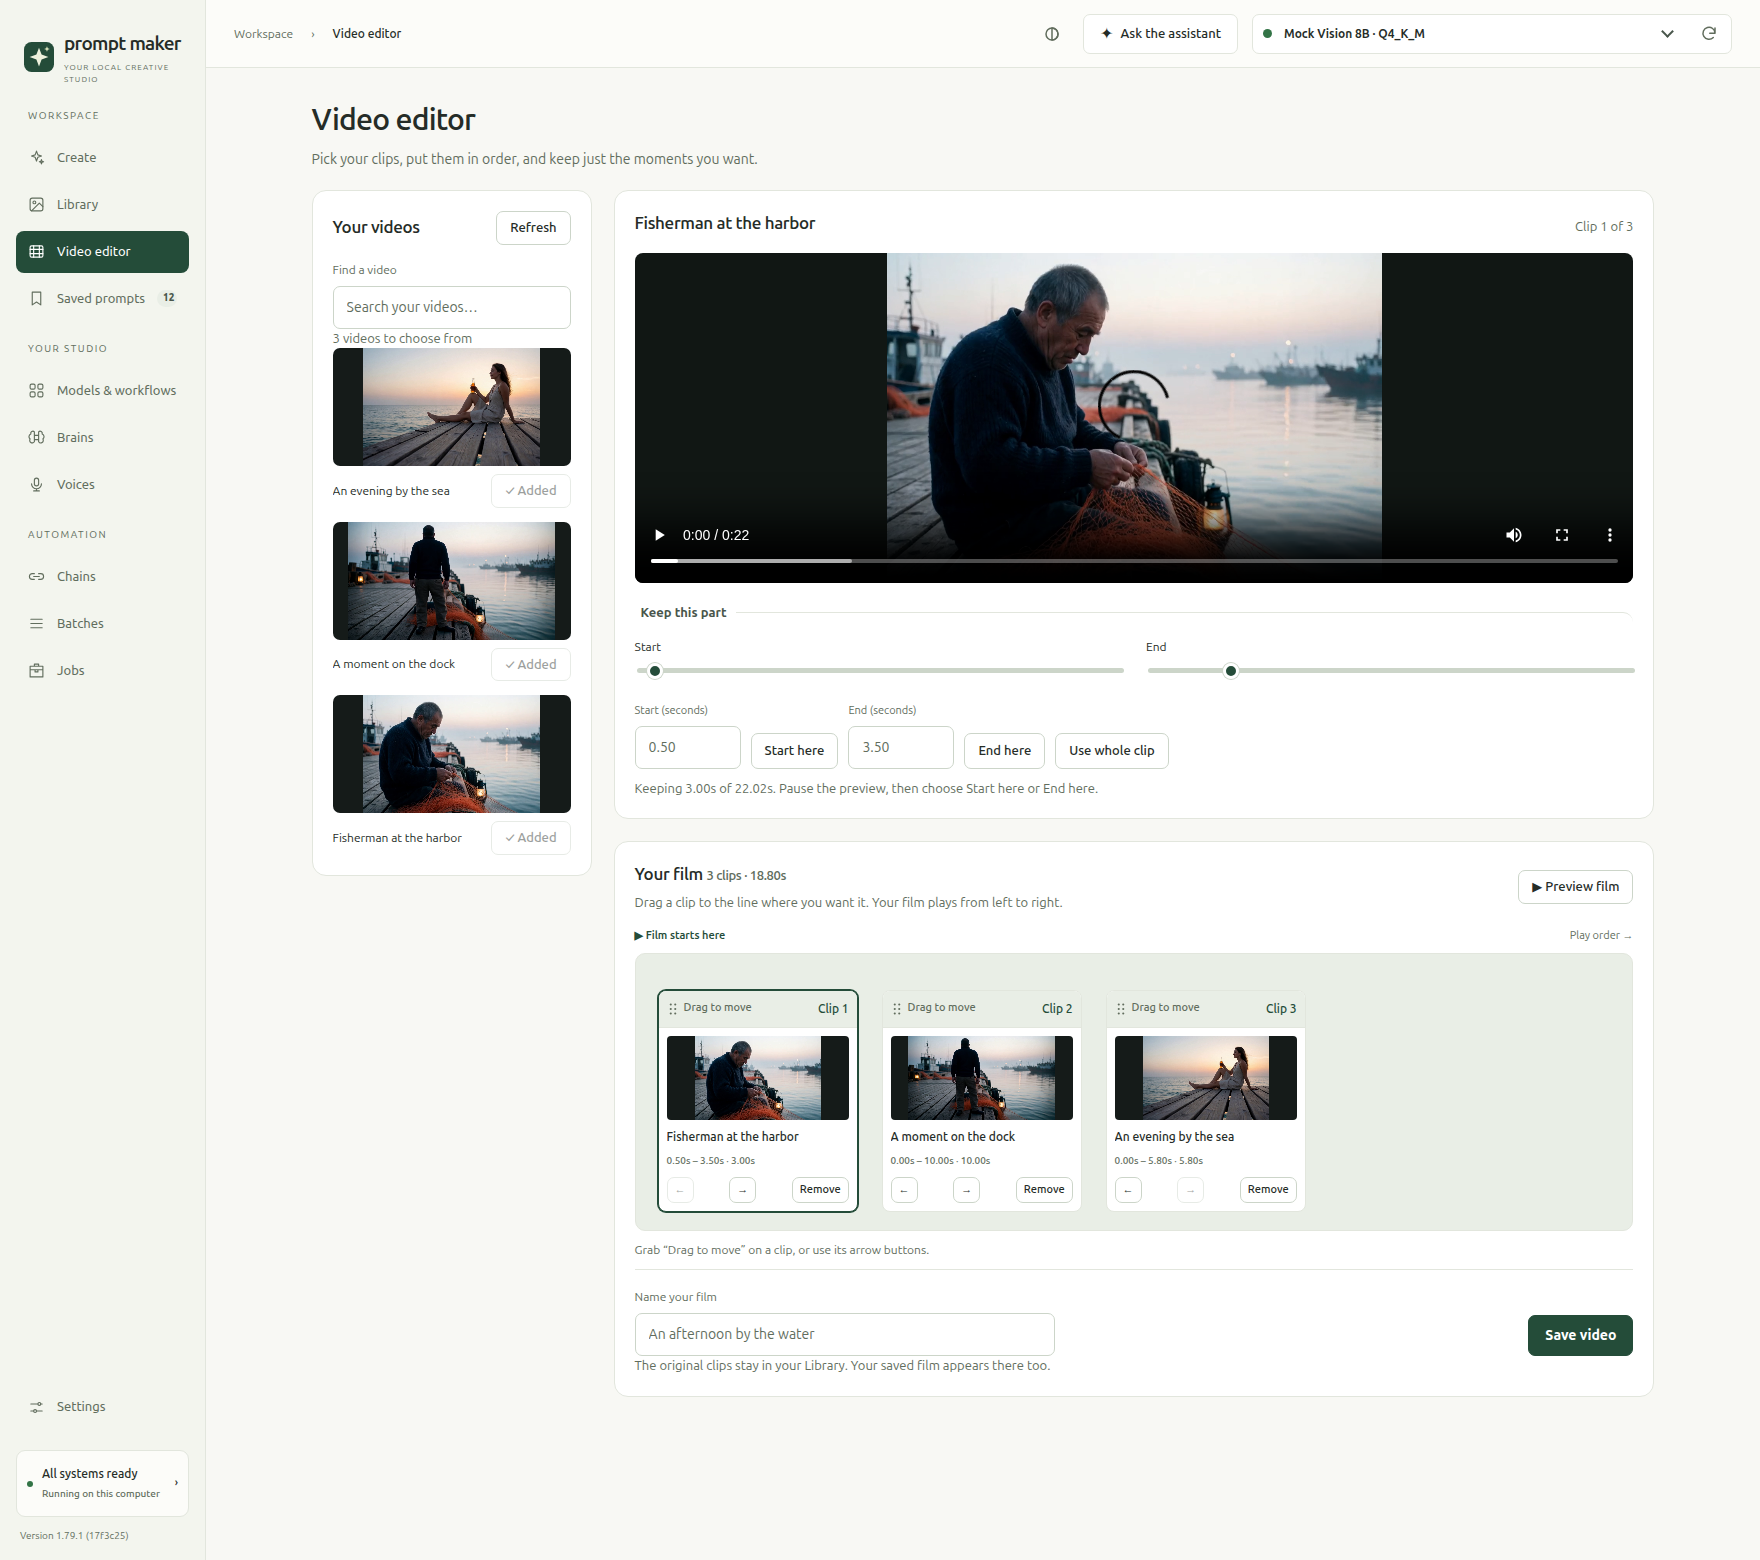 prompt maker
YOUR LOCAL CREATIVE
STUDIO
WORKSPACE
Create
Library
Video editor
Saved prompts 12
YOUR STUDIO
Models & workflows
Brains
Voices
AUTOMATION
Chains
Batches
Jobs
Settings
All systems ready ›
Running on this computer
Version 1.79.1 (17f3c25)
Workspace › Video editor
Ask the assistant
Mock Vision 8B · Q4_K_M
Video editor
Pick your clips, put them in order, and keep just the moments you want.
Your videos
Refresh
Find a video
Search your videos…
3 videos to choose from
An evening by the sea
✓ Added
A moment on the dock
✓ Added
Fisherman at the harbor
✓ Added
Fisherman at the harbor
Clip 1 of 3
0:00 / 0:22
Keep this part
Start
End
Start (seconds)
0.50
Start here
End (seconds)
3.50
End here
Use whole clip
Keeping 3.00s of 22.02s. Pause the preview, then choose Start here or End here.
Your film 3 clips · 18.80s
Drag a clip to the line where you want it. Your film plays from left to right.
▶ Preview film
▶ Film starts here
Play order →
Drag to move Clip 1
Fisherman at the harbor
0.50s – 3.50s · 3.00s
← → Remove
Drag to move Clip 2
A moment on the dock
0.00s – 10.00s · 10.00s
← → Remove
Drag to move Clip 3
An evening by the sea
0.00s – 5.80s · 5.80s
← → Remove
Grab “Drag to move” on a clip, or use its arrow buttons.
Name your film
An afternoon by the water
Save video
The original clips stay in your Library. Your saved film appears there too.